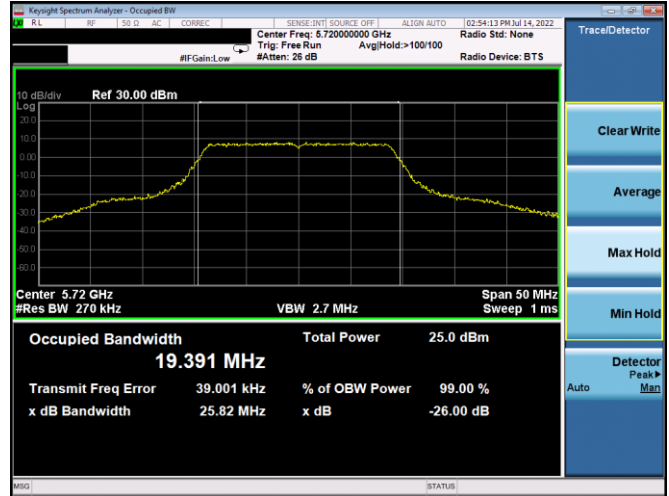 Keysight Spectrum Analyzer - Occupied BW
LXI RL RF 50 Ω AC CORREC SENSE:INT SOURCE OFF ALIGN AUTO 02:54:13 PM Jul 14, 2022
Center Freq: 5.720000000 GHz Radio Std: None
Trig: Free Run Avg|Hold:>100/100
#IFGain:Low #Atten: 26 dB Radio Device: BTS
Trace/Detector
10 dB/div Ref 30.00 dBm
Log
20.0
10.0
0.00
-10.0
-20.0
-30.0
-40.0
-50.0
-60.0
Center 5.72 GHz Span 50 MHz
#Res BW 270 kHz VBW 2.7 MHz Sweep 1 ms
Occupied Bandwidth Total Power 25.0 dBm
19.391 MHz
Transmit Freq Error 39.001 kHz % of OBW Power 99.00 %
x dB Bandwidth 25.82 MHz x dB -26.00 dB
Clear Write
Average
Max Hold
Min Hold
Detector
Peak▶
Auto Man
MSG STATUS